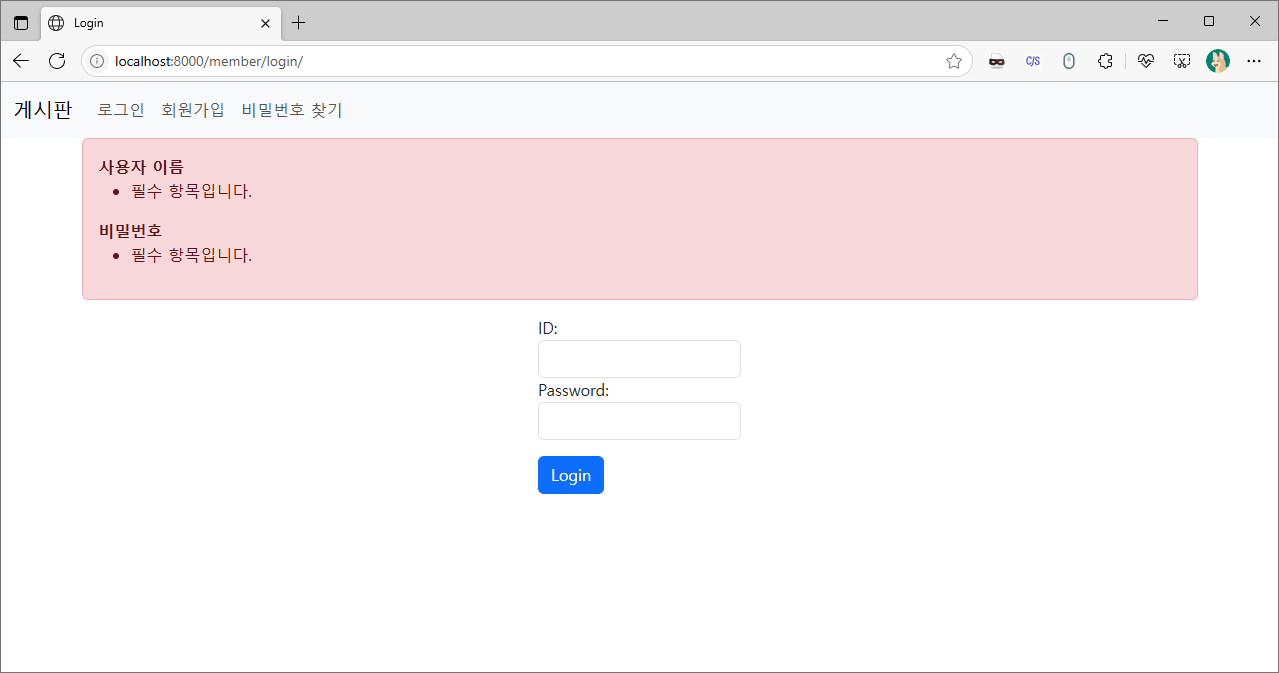 Login
localhost:8000/member/login/
C/S
게시판 로그인 회원가입 비밀번호 찾기
사용자 이름
필수 항목입니다.
비밀번호
필수 항목입니다.
ID:
Password:
Login